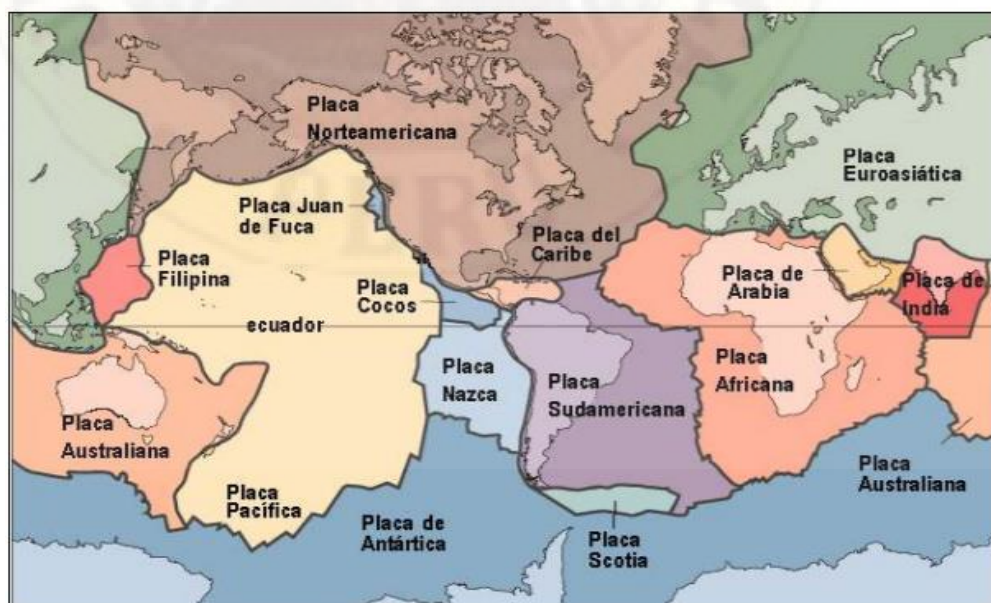 Placa
Norteamericana
Placa
Euroasiática
Placa Juan
de Fuca
Placa del
Caribe
Placa
Filipina
Placa de
Arabia
Placa de
India
Placa
Cocos
ecuador
Placa
Nazca
Placa
Sudamericana
Placa
Africana
Placa
Australiana
Placa
Australiana
Placa
Pacífica
Placa de
Antártica
Placa
Scotia